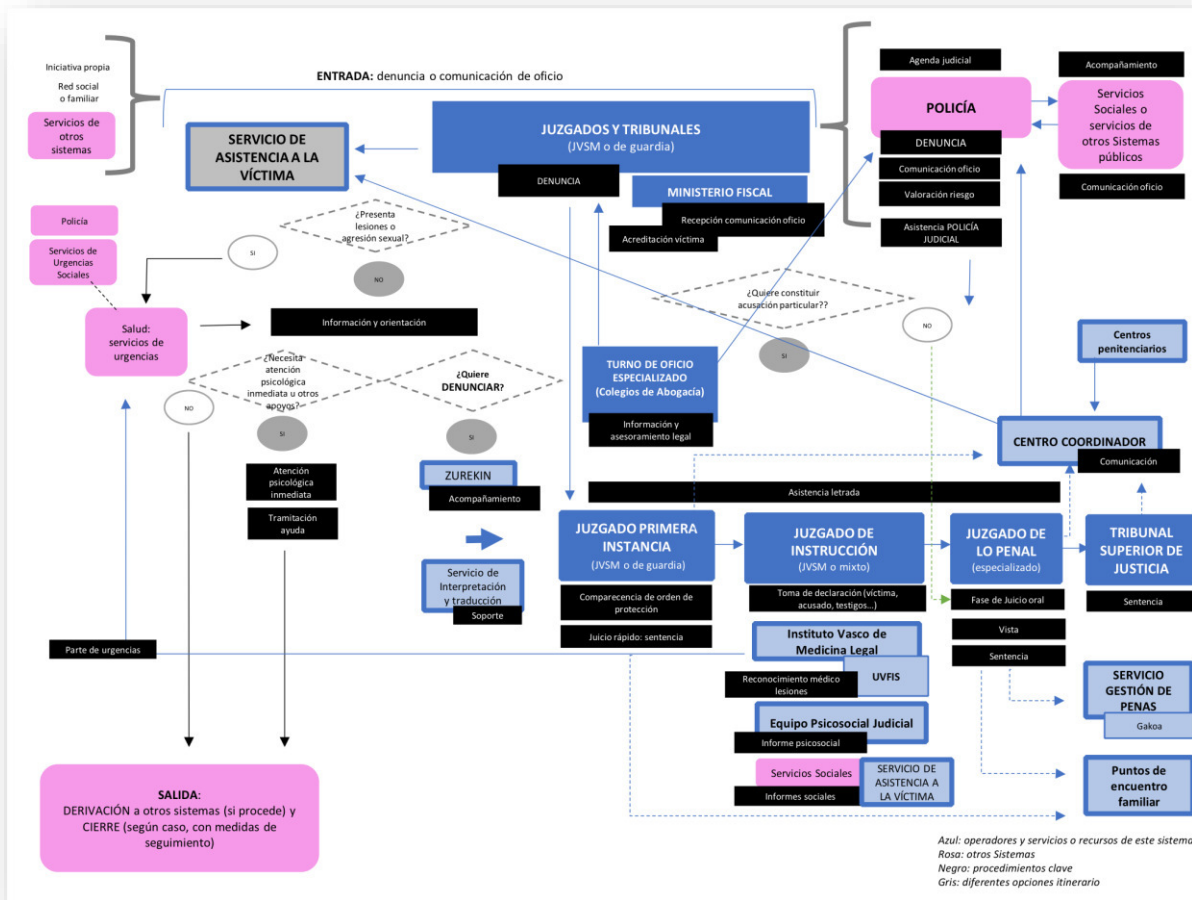 Iniciativa propia
Red social
o familiar
Servicios de
otros
sistemas
ENTRADA: denuncia o comunicación de oficio
SERVICIO DE
ASISTENCIA A LA
VÍCTIMA
JUZGADOS Y TRIBUNALES
(JVSM o de guardia)
DENUNCIA
MINISTERIO FISCAL
Recepción comunicación oficio
Acreditación víctima
Agenda judicial
POLICÍA
DENUNCIA
Comunicación oficio
Valoración riesgo
Asistencia POLICÍA
JUDICIAL
Acompañamiento
Servicios
Sociales o
servicios de
otros Sistemas
públicos
Comunicación oficio
Policía
Servicios de
Urgencias
Sociales
Salud:
servicios de
urgencias
¿Presenta
lesiones o
agresión sexual?
SI
NO
Información y orientación
¿Necesita
atención
psicológica
inmediata u otros
apoyos?
NO
SI
¿Quiere
DENUNCIAR?
SI
Atención
psicológica
inmediata
Tramitación
ayuda
ZUREKIN
Acompañamiento
Servicio de
Interpretación
y traducción
Soporte
¿Quiere constituir
acusación particular??
NO
SI
TURNO DE OFICIO
ESPECIALIZADO
(Colegios de Abogacía)
Información y
asesoramiento legal
Centros
penitenciarios
CENTRO COORDINADOR
Comunicación
Asistencia letrada
JUZGADO PRIMERA
INSTANCIA
(JVSM o de guardia)
Comparecencia de orden de
protección
Juicio rápido: sentencia
JUZGADO DE
INSTRUCCIÓN
(JVSM o mixto)
Toma de declaración (víctima,
acusado, testigos...)
JUZGADO DE
LO PENAL
(especializado)
Fase de Juicio oral
Vista
Sentencia
TRIBUNAL
SUPERIOR DE
JUSTICIA
Sentencia
Parte de urgencias
Instituto Vasco de
Medicina Legal
UVFIS
Reconocimiento médico
lesiones
Equipo Psicosocial Judicial
Informe psicosocial
Servicios Sociales
Informes sociales
SERVICIO DE
ASISTENCIA A
LA VÍCTIMA
SERVICIO
GESTIÓN DE
PENAS
Gakoa
Puntos de
encuentro
familiar
SALIDA:
DERIVACIÓN a otros sistemas (si procede) y
CIERRE (según caso, con medidas de
seguimiento)
Azul: operadores y servicios o recursos de este sistema
Rosa: otros Sistemas
Negro: procedimientos clave
Gris: diferentes opciones itinerario